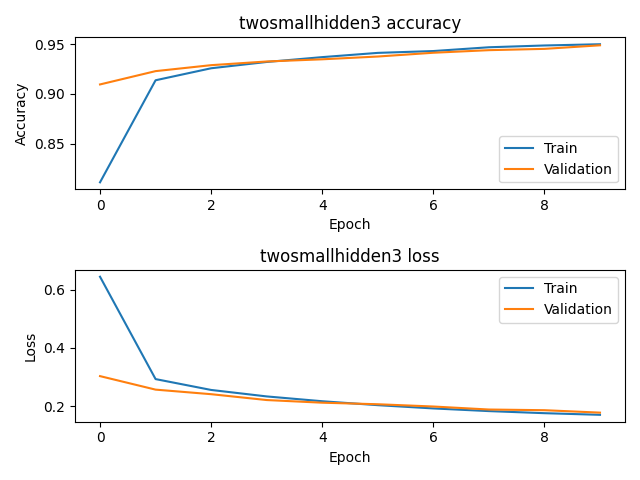 twosmallhidden3 accuracy
0.95
0.90
0.85
Accuracy
Train
Validation
0 2 4 6 8
Epoch
twosmallhidden3 loss
0.6
0.4
0.2
Loss
Train
Validation
0 2 4 6 8
Epoch